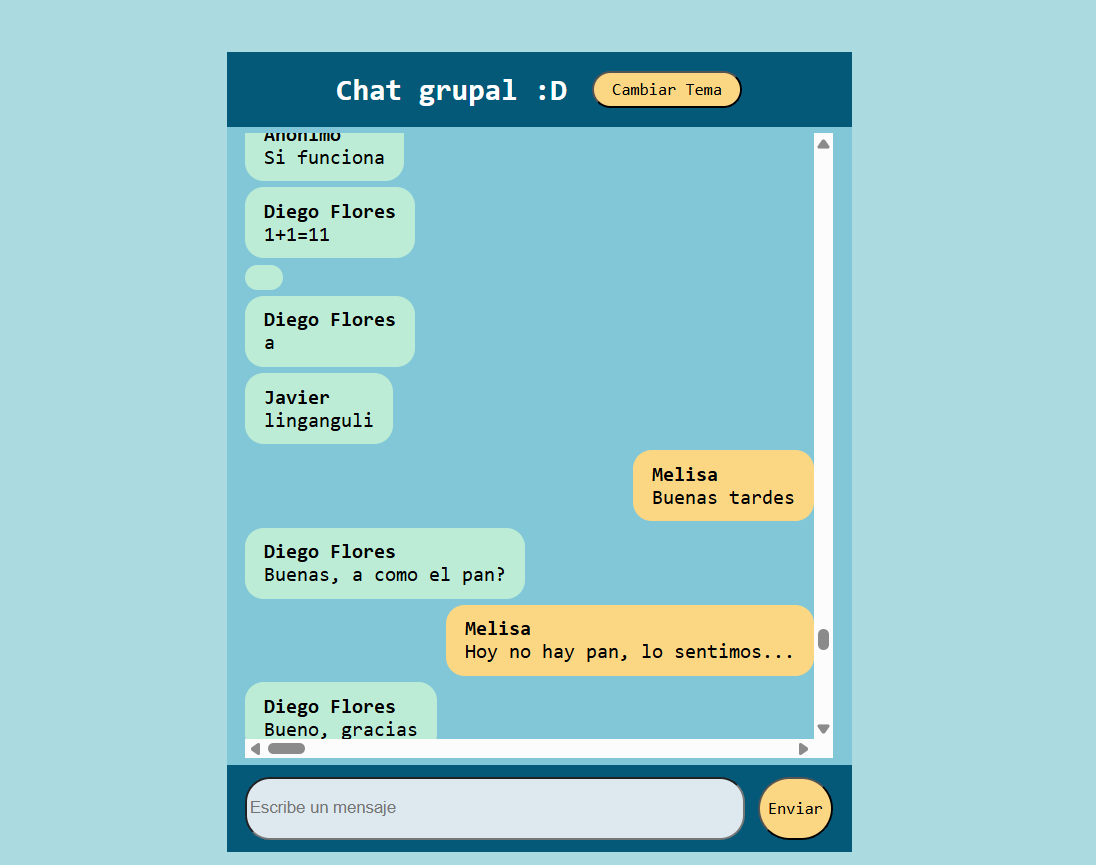 Chat grupal :D
Cambiar Tema
Anonimo
Si funciona
Diego Flores
1+1=11
Diego Flores
a
Javier
linganguli
Melisa
Buenas tardes
Diego Flores
Buenas, a como el pan?
Melisa
Hoy no hay pan, lo sentimos...
Diego Flores
Bueno, gracias
Escribe un mensaje
Enviar